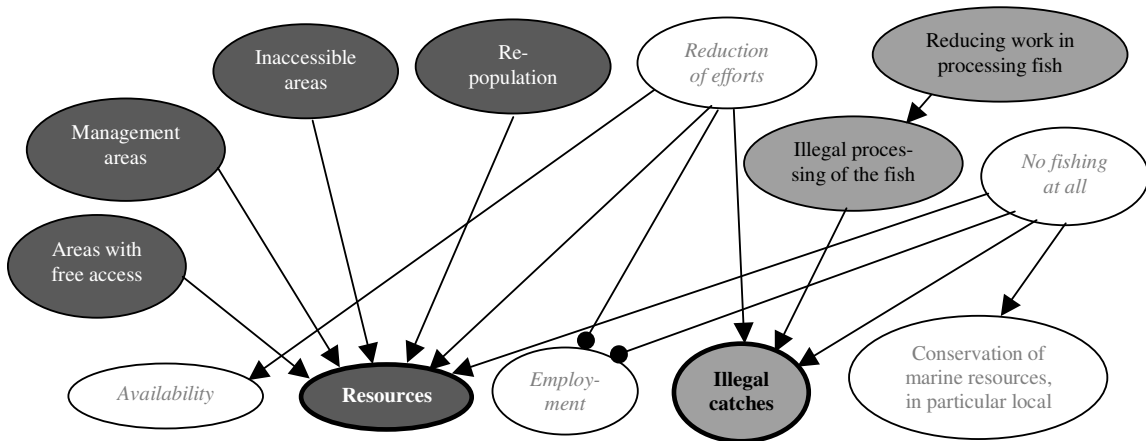 Inaccessible
areas
Re-
population
Reduction
of efforts
Reducing work in
processing fish
Management
areas
Illegal proces-
sing of the fish
No fishing
at all
Areas with
free access
Availability
Resources
Employ-
ment
Illegal
catches
Conservation of
marine resources,
in particular local